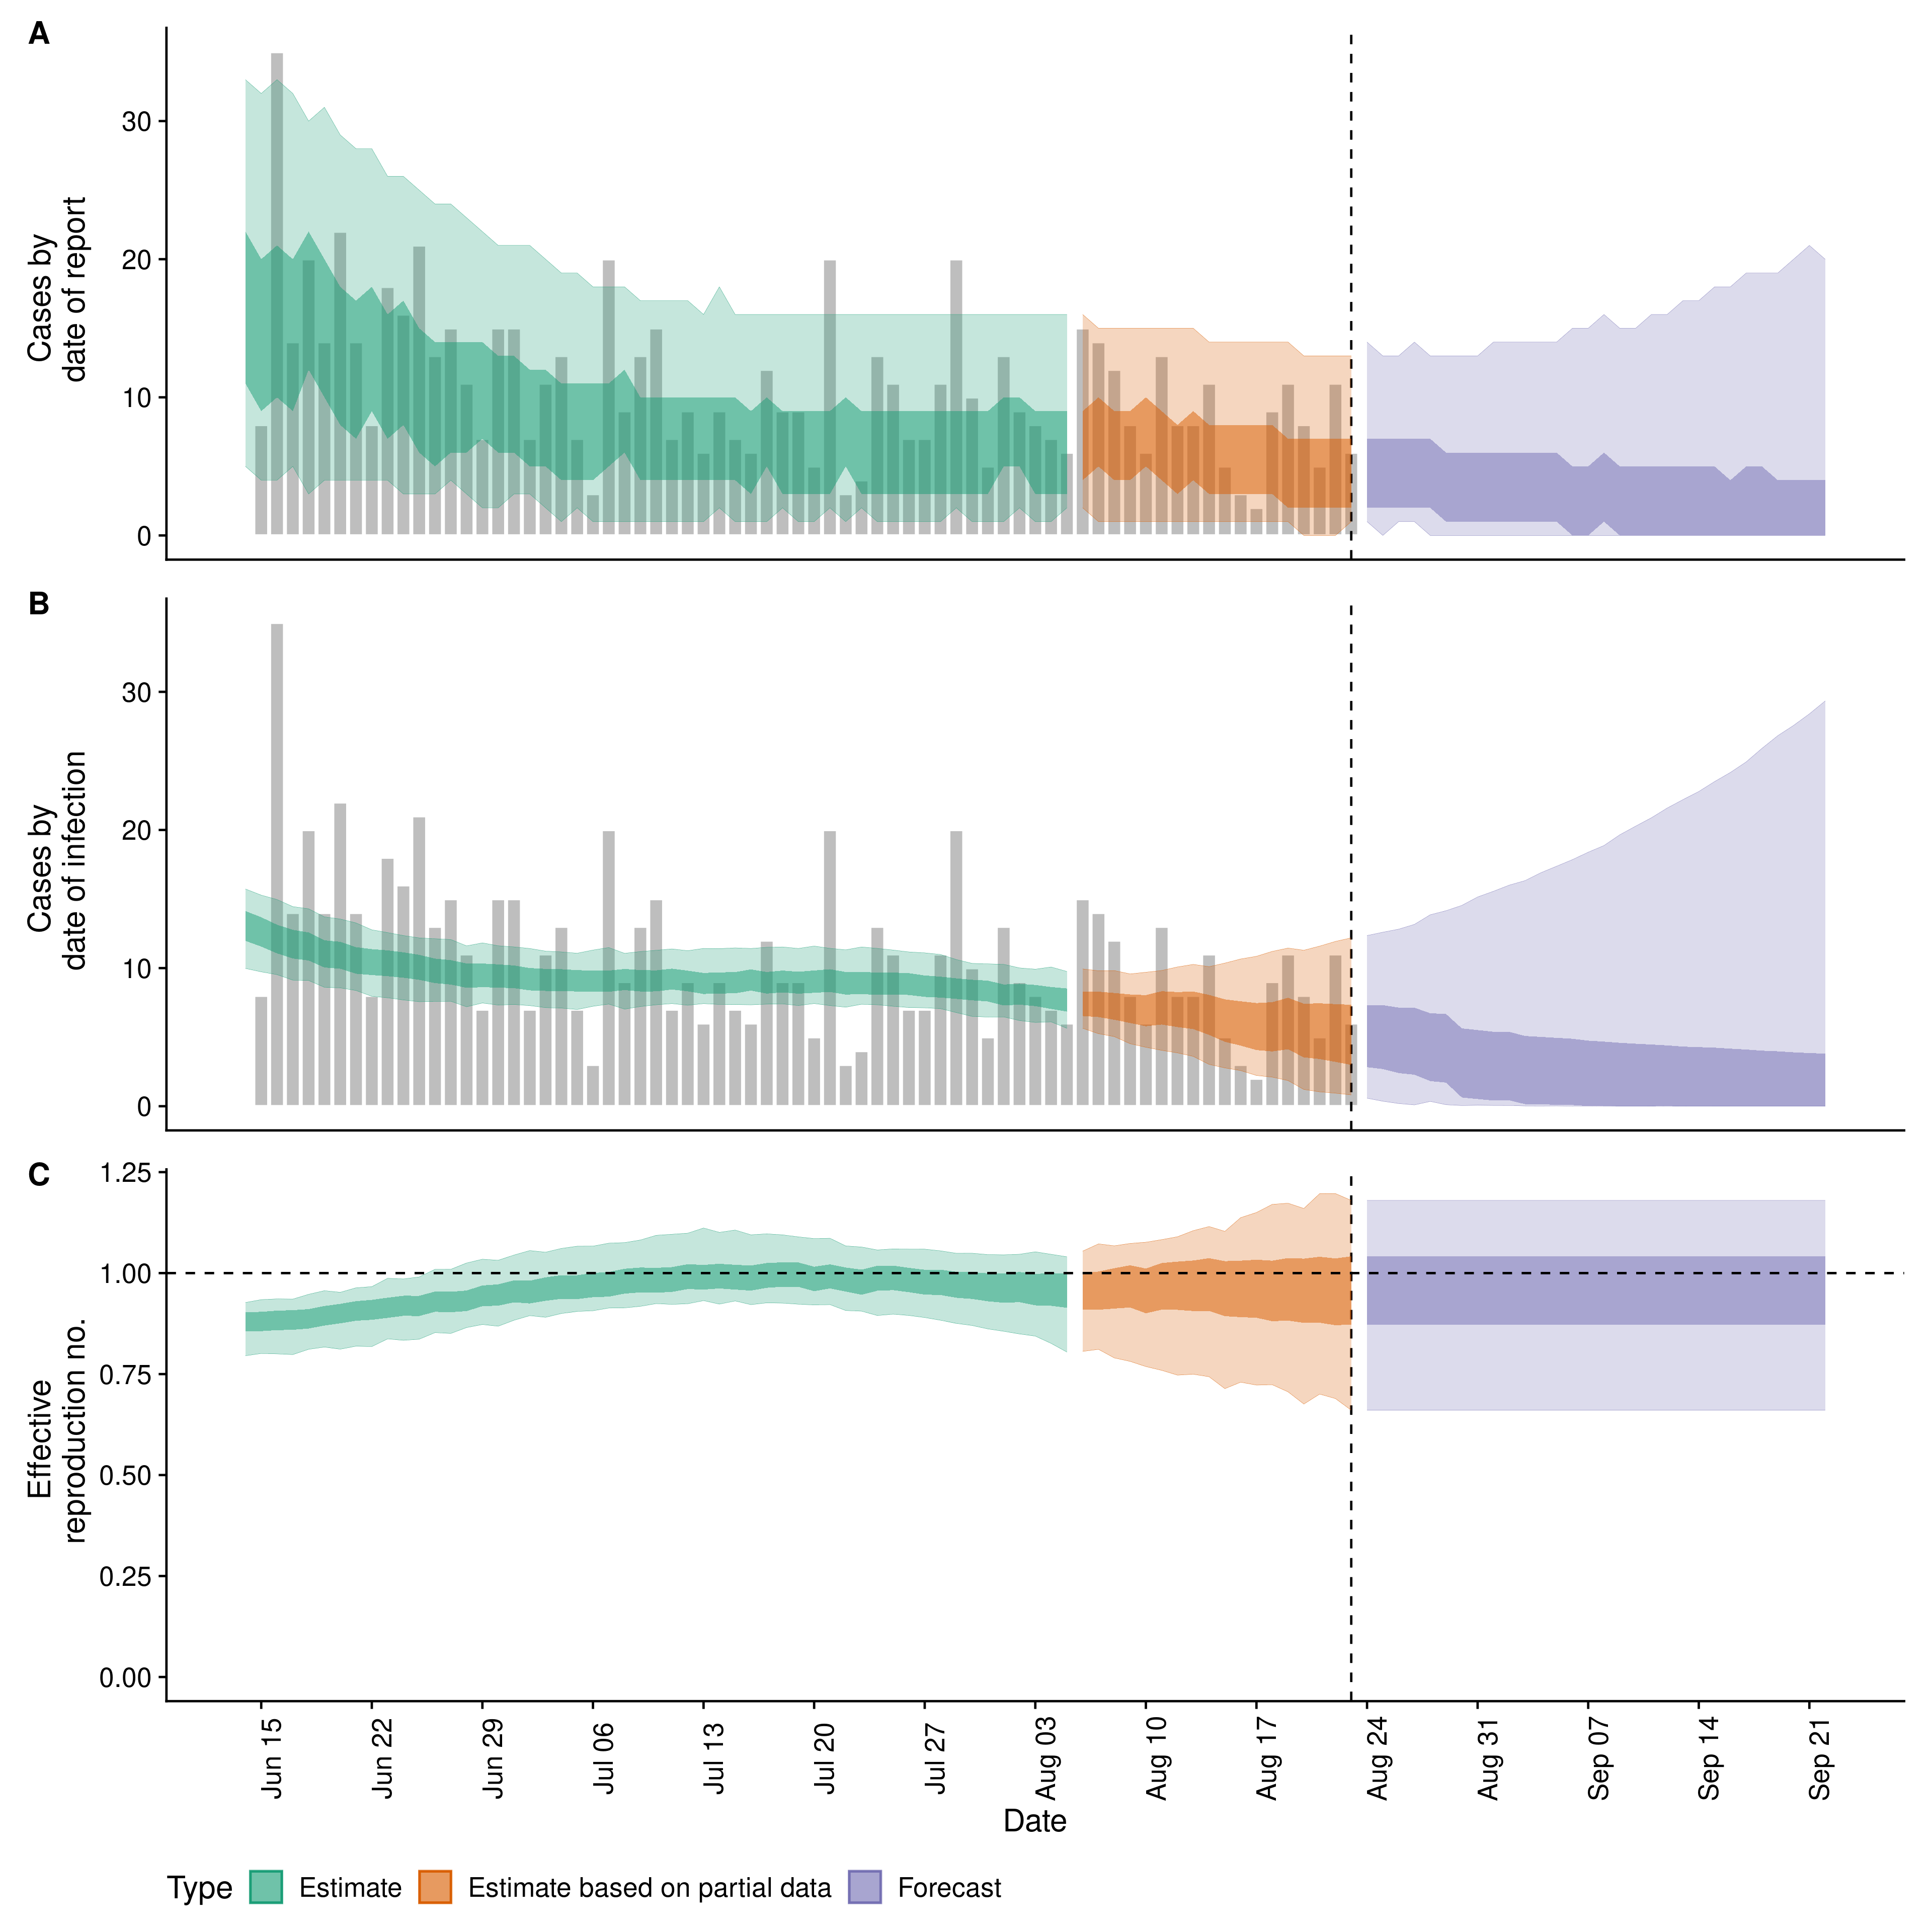 A
Cases by
date of report
30
20
10
0
B
Cases by
date of infection
30
20
10
0
C
Effective
reproduction no.
1.25
1.00
0.75
0.50
0.25
0.00
Jun 15
Jun 22
Jun 29
Jul 06
Jul 13
Jul 20
Jul 27
Aug 03
Aug 10
Aug 17
Aug 24
Aug 31
Sep 07
Sep 14
Sep 21
Date
Type Estimate Estimate based on partial data Forecast